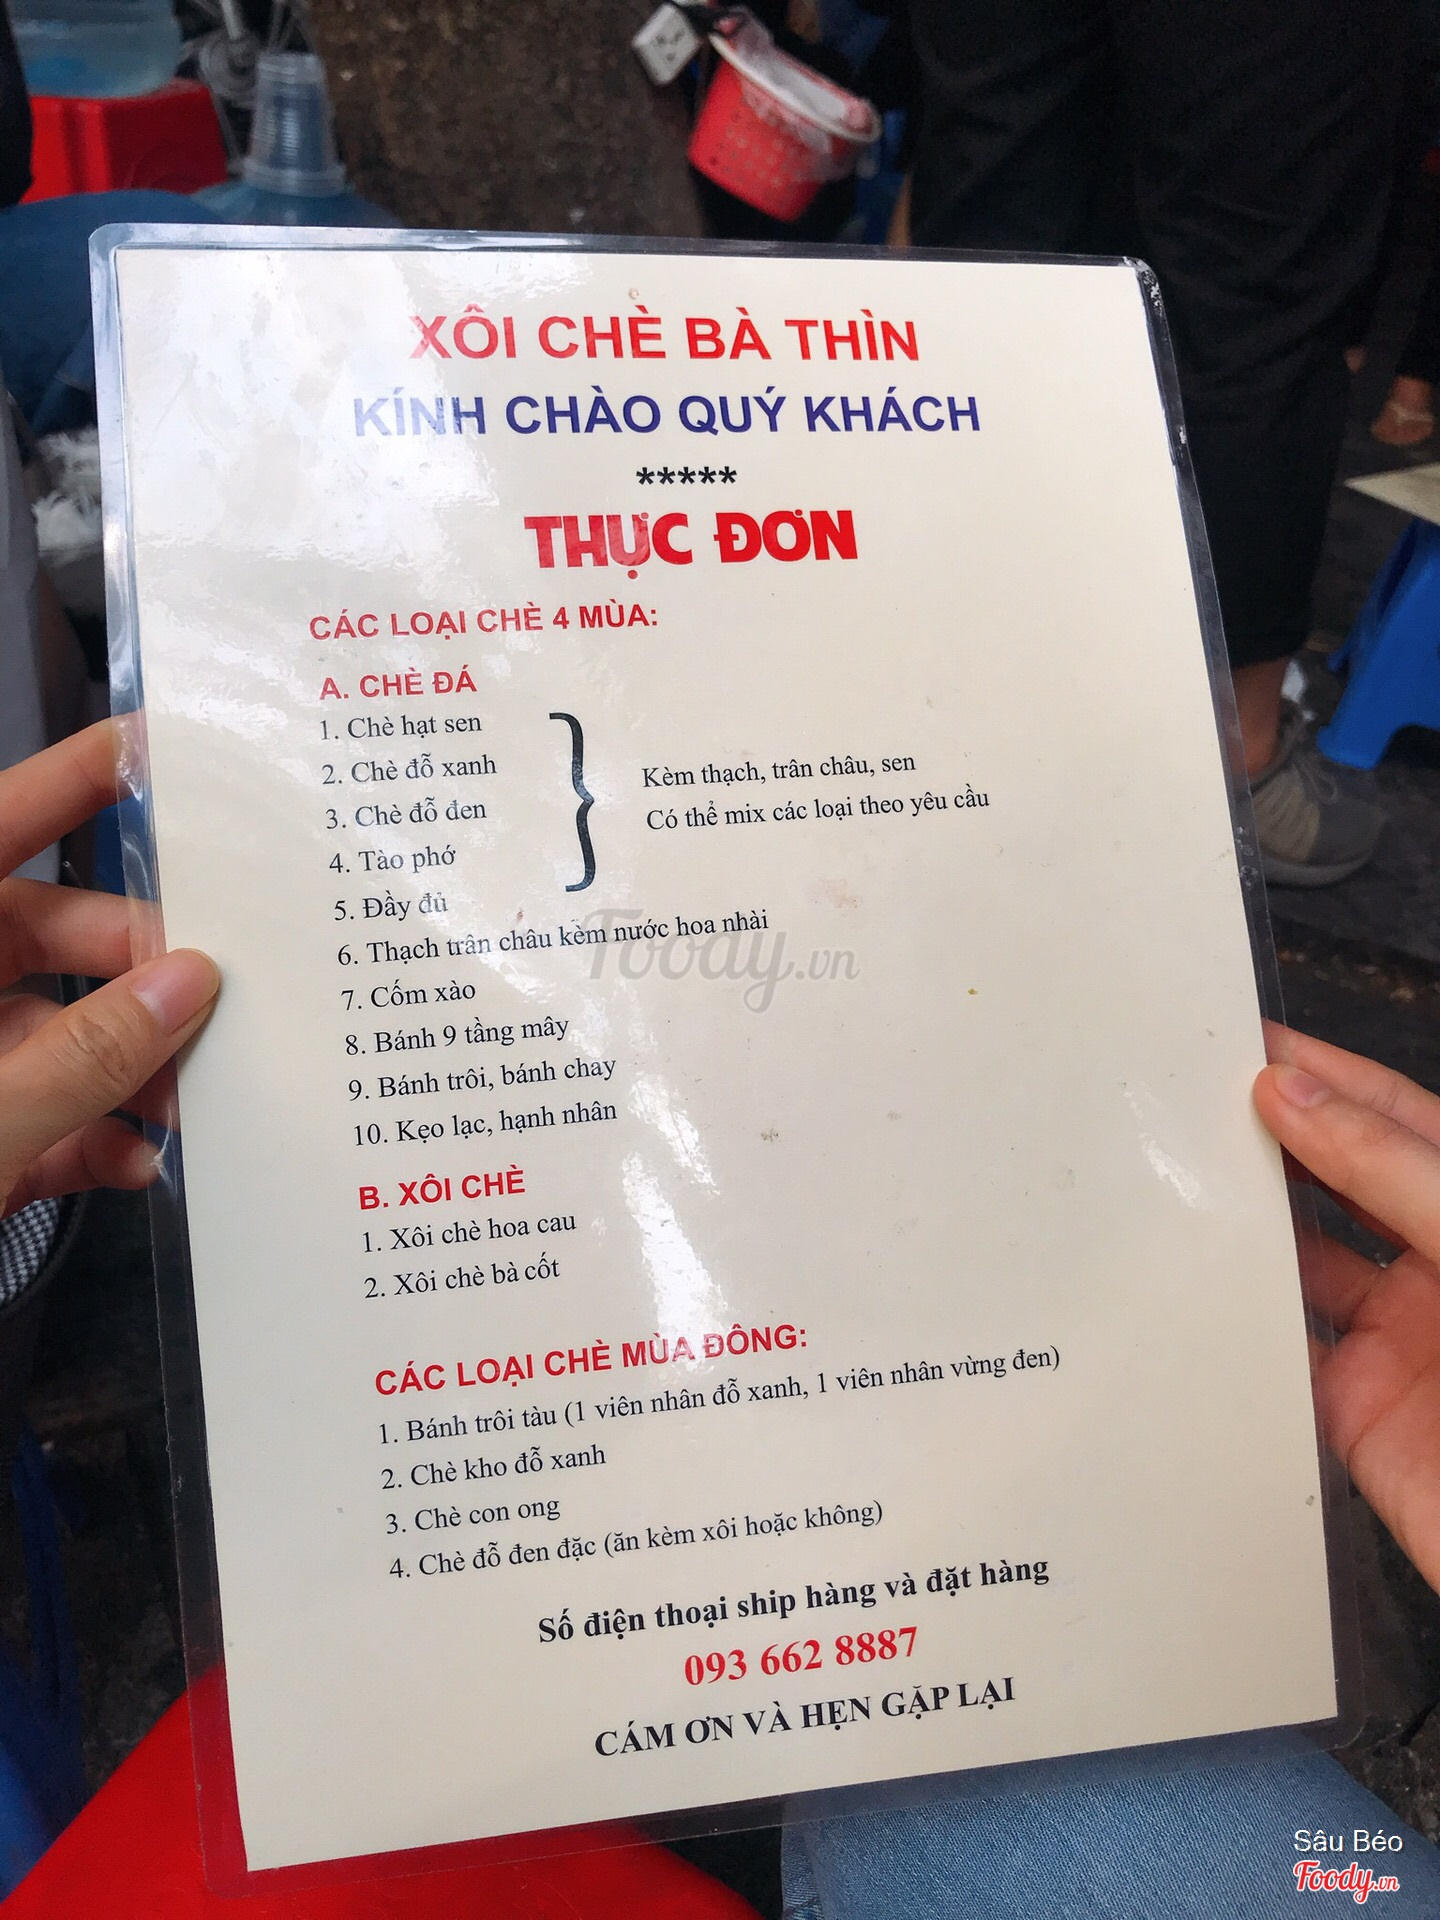 XÔI CHÈ BÀ THÌN
KÍNH CHÀO QUÝ KHÁCH
*****
THỰC ĐƠN
CÁC LOẠI CHÈ 4 MÙA:
A. CHÈ ĐÁ
1. Chè hạt sen
2. Chè đỗ xanh
3. Chè đỗ đen
4. Tào phớ
Kèm thạch, trân châu, sen
Có thể mix các loại theo yêu cầu
5. Đầy đủ
6. Thạch trân châu kèm nước hoa nhài
7. Cốm xào
8. Bánh 9 tầng mây
9. Bánh trôi, bánh chay
10. Kẹo lạc, hạnh nhân
B. XÔI CHÈ
1. Xôi chè hoa cau
2. Xôi chè bà cốt
CÁC LOẠI CHÈ MÙA ĐÔNG:
1. Bánh trôi tàu (1 viên nhân đỗ xanh, 1 viên nhân vừng đen)
2. Chè kho đỗ xanh
3. Chè con ong
4. Chè đỗ đen đặc (ăn kèm xôi hoặc không)
Số điện thoại ship hàng và đặt hàng
093 662 8887
CÁM ƠN VÀ HẸN GẶP LẠI
Foody.vn
Sâu Béo
Foody.vn